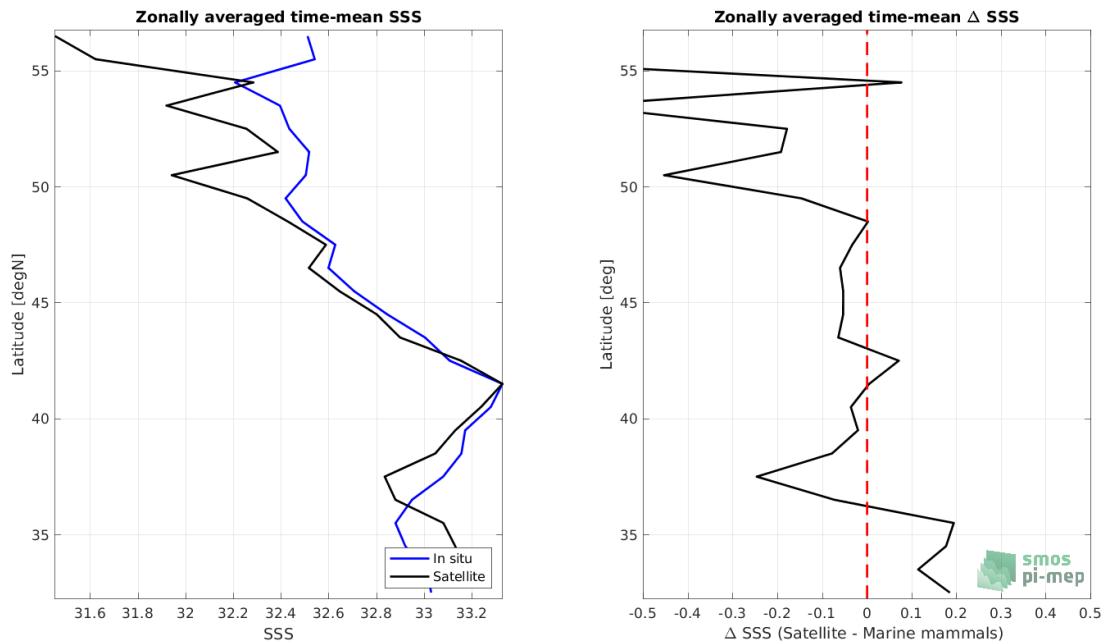 Zonally averaged time-mean SSS
Latitude [degN]
55
50
45
40
35
31.6 31.8 32 32.2 32.4 32.6 32.8 33 33.2
SSS
In situ
Satellite
Zonally averaged time-mean Δ SSS
Latitude [deg]
55
50
45
40
35
-0.5 -0.4 -0.3 -0.2 -0.1 0 0.1 0.2 0.3 0.4 0.5
Δ SSS (Satellite - Marine mammals)
smos
pi-mep